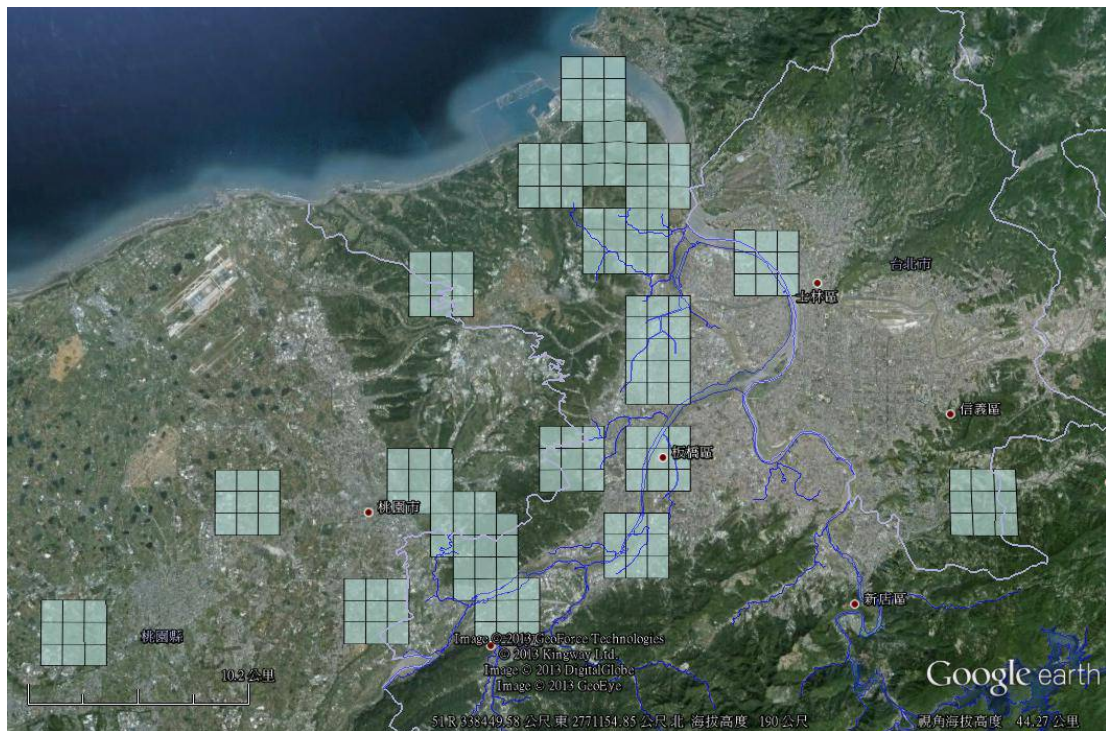 台北市
士林區
信義區
板橋區
桃園市
新店區
桃園縣
Image © 2013 GeoForce Technologies
© 2013 Kingway Ltd.
Image © 2013 DigitalGlobe
Image © 2013 GeoEye
10.2 公里
Google earth
51 R 338449.58 公尺 東 2771154.85 公尺 北 海拔高度 190 公尺
視角海拔高度 44.27 公里